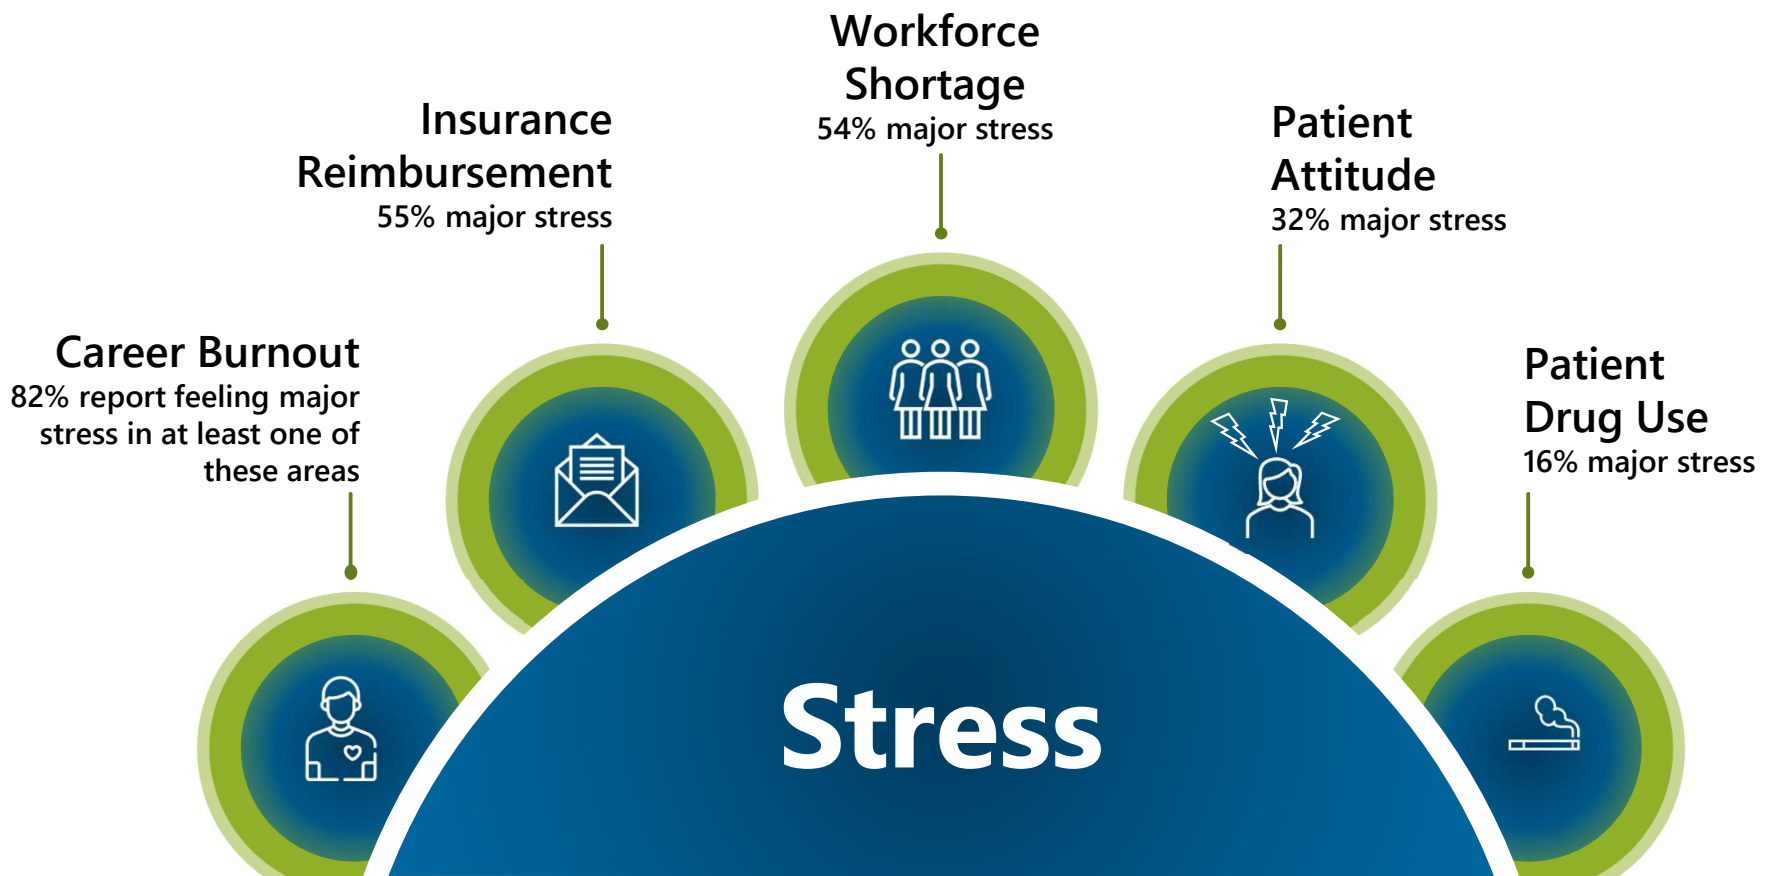 Workforce
Shortage
54% major stress
Insurance
Reimbursement
55% major stress
Patient
Attitude
32% major stress
Career Burnout
82% report feeling major
stress in at least one of
these areas
Patient
Drug Use
16% major stress
Stress